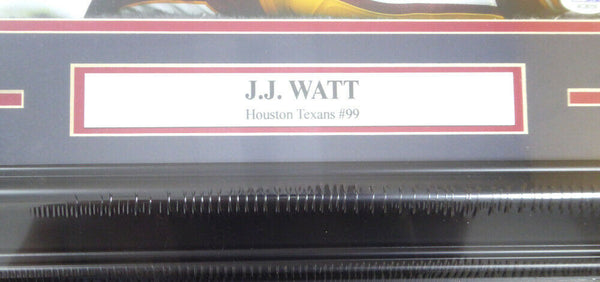 J.J. WATT
Houston Texans #99